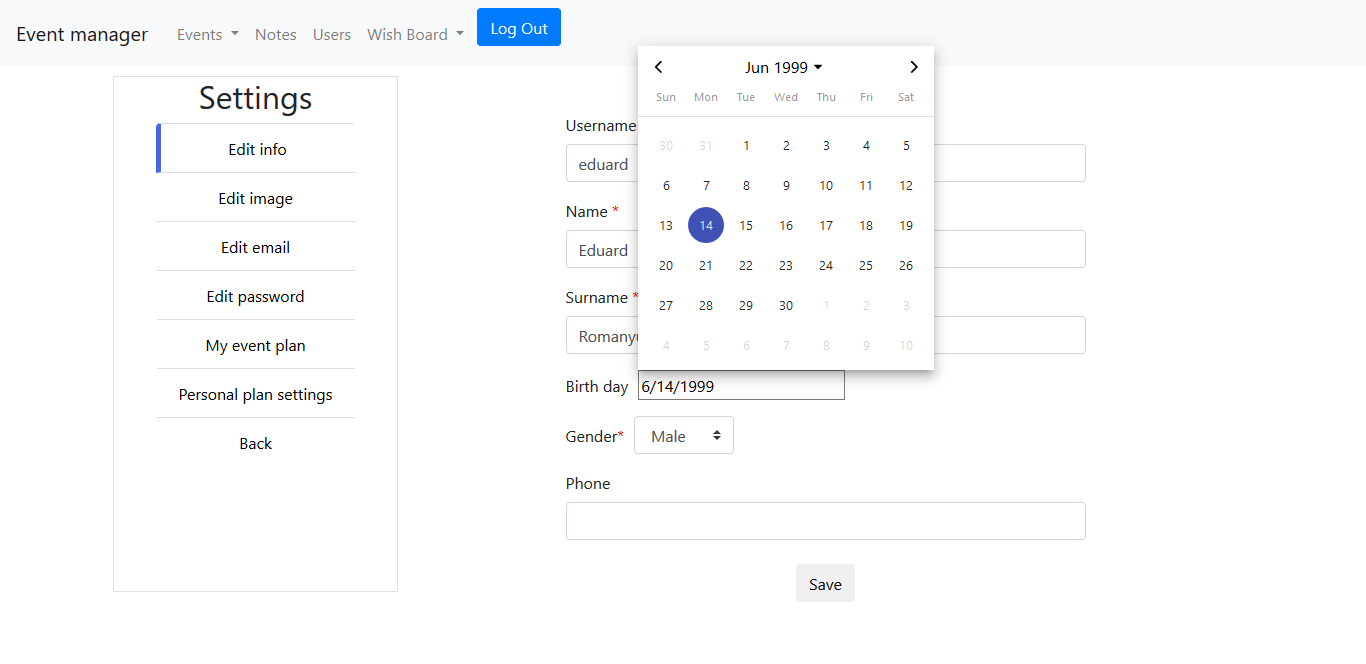 Event manager Events Notes Users Wish Board Log Out
Settings
Edit info
Edit image
Edit email
Edit password
My event plan
Personal plan settings
Back
Jun 1999
Sun Mon Tue Wed Thu Fri Sat
30 31 1 2 3 4 5
6 7 8 9 10 11 12
13 14 15 16 17 18 19
20 21 22 23 24 25 26
27 28 29 30 1 2 3
4 5 6 7 8 9 10
Username
eduard
Name *
Eduard
Surname *
Birth day 6/14/1999
Gender* Male
Phone
Save